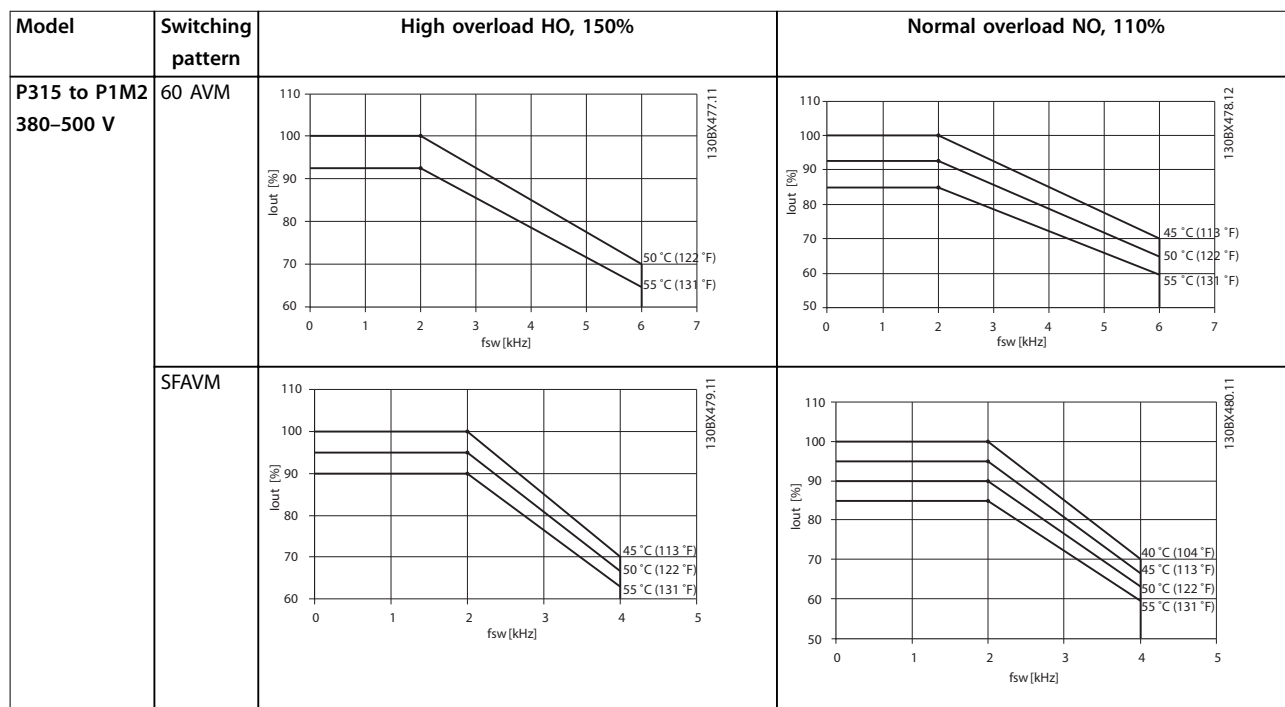 Model
Switching
pattern
High overload HO, 150%
Normal overload NO, 110%
P315 to P1M2
380–500 V
60 AVM
110
100
90
80
70
60
0 1 2 3 4 5 6 7
Iout [%]
fsw [kHz]
50 ˚C (122 ˚F)
55 ˚C (131 ˚F)
130BX477.11
110
100
90
80
70
60
50
0 1 2 3 4 5 6 7
Iout [%]
fsw [kHz]
45 ˚C (113 ˚F)
50 ˚C (122 ˚F)
55 ˚C (131 ˚F)
130BX478.12
SFAVM
110
100
90
80
70
60
0 1 2 3 4 5
Iout [%]
fsw [kHz]
45 ˚C (113 ˚F)
50 ˚C (122 ˚F)
55 ˚C (131 ˚F)
130BX479.11
110
100
90
80
70
60
50
0 1 2 3 4 5
Iout [%]
fsw [kHz]
40 ˚C (104 ˚F)
45 ˚C (113 ˚F)
50 ˚C (122 ˚F)
55 ˚C (131 ˚F)
130BX480.11